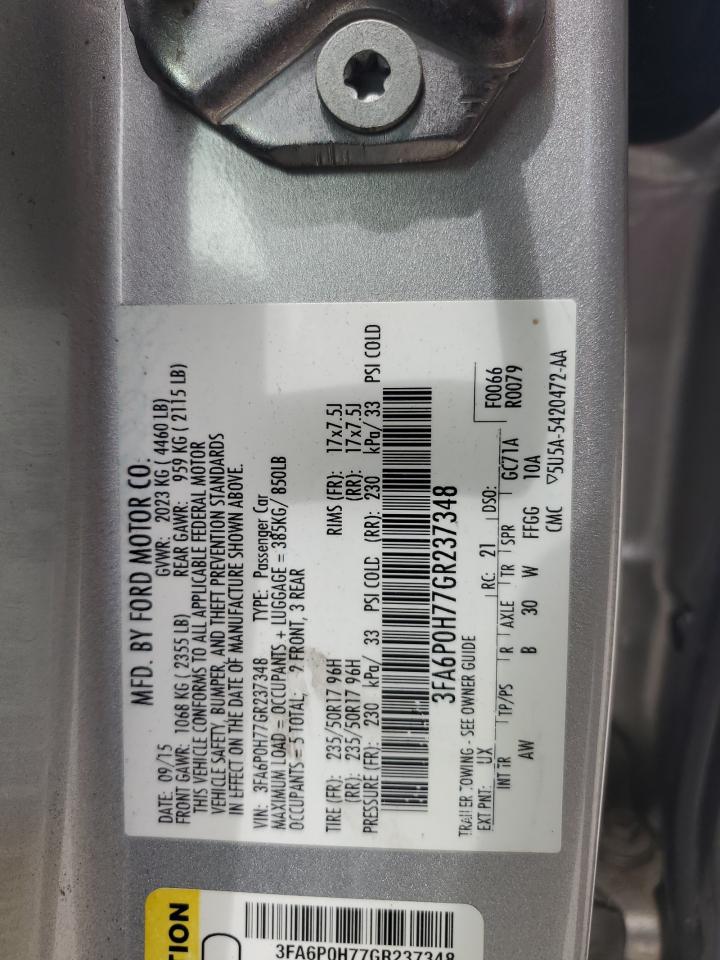 MFD. BY FORD MOTOR CO.
DATE: 09/15 GVWR: 2023 KG ( 4460 LB)
FRONT GAWR: 1068 KG ( 2355 LB) REAR GAWR: 959 KG ( 2115 LB)
THIS VEHICLE CONFORMS TO ALL APPLICABLE FEDERAL MOTOR
VEHICLE SAFETY, BUMPER, AND THEFT PREVENTION STANDARDS
IN EFFECT ON THE DATE OF MANUFACTURE SHOWN ABOVE.
VIN: 3FA6P0H77GR237348 TYPE: Passenger Car
MAXIMUM LOAD = OCCUPANTS + LUGGAGE = 385KG/ 850LB
OCCUPANTS = 5 TOTAL, 2 FRONT, 3 REAR
TIRE (FR): 235/50R17 96H RIMS (FR): 17x7.5J
(RR): 235/50R17 96H (RR): 17x7.5J
PRESSURE (FR): 230 kPa/ 33 PSI COLD (RR): 230 kPa/ 33 PSI COLD
3FA6P0H77GR237348
TRAILER TOWING - SEE OWNER GUIDE
EXT PNT: UX RC: 21 DSO: F0066
R0079
INT TR TP/PS R AXLE TR SPR GC71A
AW B 30 W FFGG 10A
CMC ▽5U5A-5420472-AA
TION
3FA6P0H77GR237348